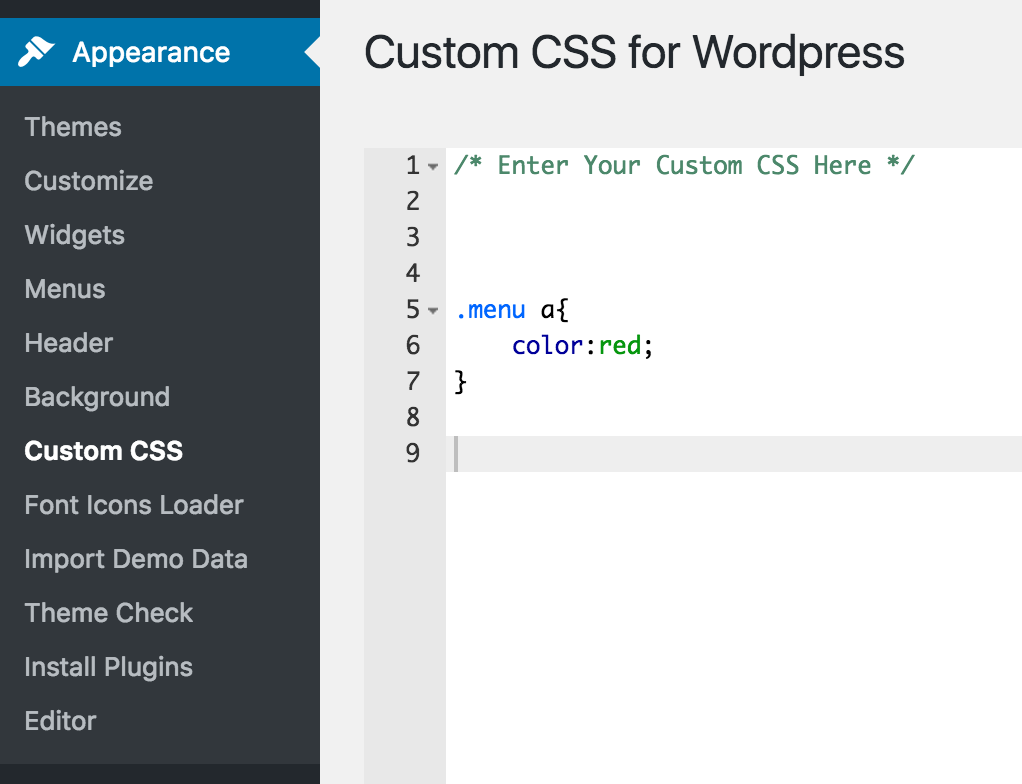 Appearance
Themes
Customize
Widgets
Menus
Header
Background
Custom CSS
Font Icons Loader
Import Demo Data
Theme Check
Install Plugins
Editor
Custom CSS for Wordpress
1 /* Enter Your Custom CSS Here */
2
3
4
5 .menu a{
6     color:red;
7 }
8
9